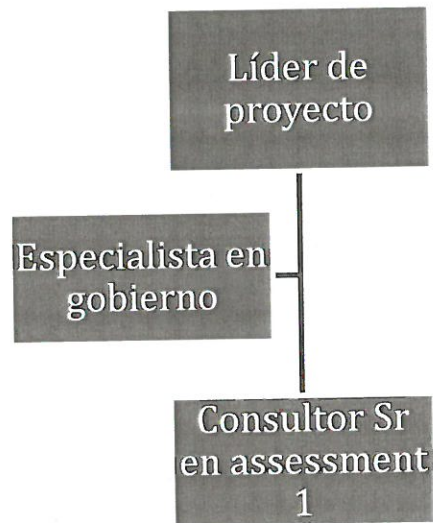 Líder de
proyecto
Especialista en
gobierno
Consultor Sr
en assessment
1